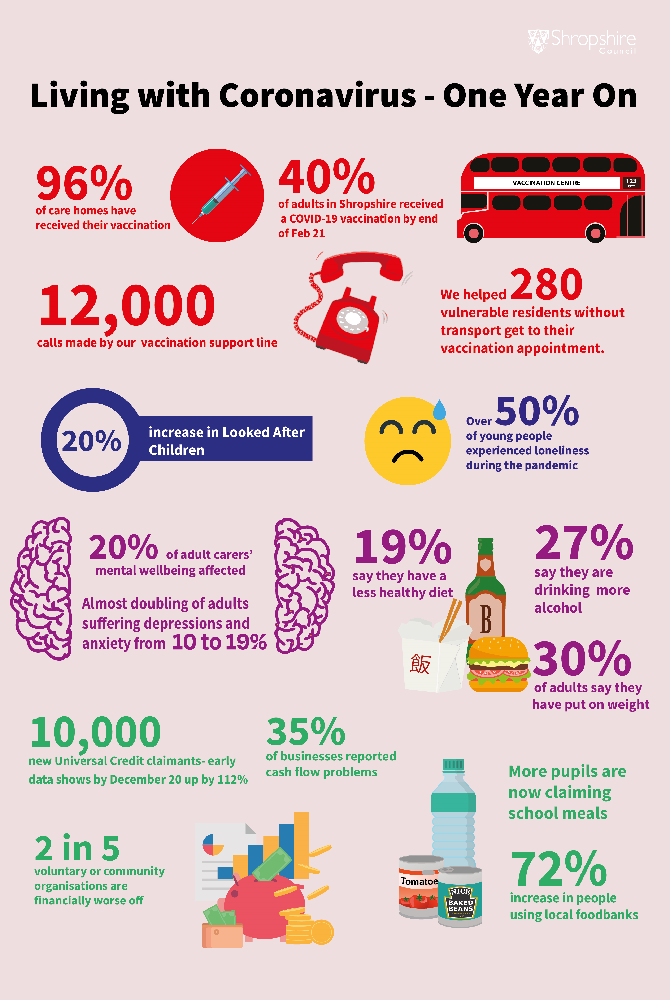 Shropshire
Council
Living with Coronavirus - One Year On
96%
of care homes have
received their vaccination
40%
of adults in Shropshire received
a COVID-19 vaccination by end
of Feb 21
VACCINATION CENTRE
123
CITY
12,000
calls made by our vaccination support line
We helped 280
vulnerable residents without
transport get to their
vaccination appointment.
20%
increase in Looked After
Children
Over 50%
of young people
experienced loneliness
during the pandemic
20% of adult carers’
mental wellbeing affected
Almost doubling of adults
suffering depressions and
anxiety from 10 to 19%
19%
say they have a
less healthy diet
27%
say they are
drinking more
alcohol
B
飯
30%
of adults say they
have put on weight
10,000
new Universal Credit claimants- early
data shows by December 20 up by 112%
35%
of businesses reported
cash flow problems
More pupils are
now claiming
school meals
2 in 5
voluntary or community
organisations are
financially worse off
Tomatoe
NICE
BAKED
BEANS
in tomato sauce
72%
increase in people
using local foodbanks